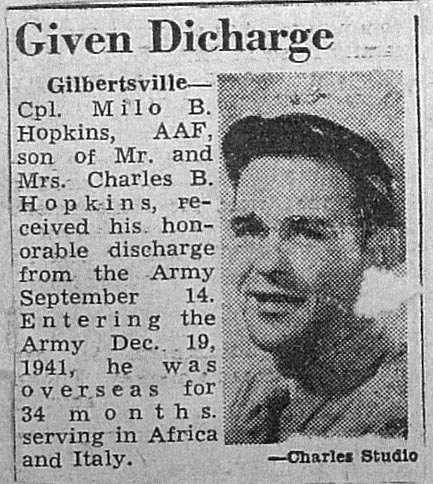 Given Dicharge
Gilbertsville—
Cpl. Milo B.
Hopkins, AAF,
son of Mr. and
Mrs. Charles B.
Hopkins, re-
ceived his hon-
orable discharge
from the Army
September 14.
Entering the
Army Dec. 19,
1941, he was
overseas for
34 months.
serving in Africa
and Italy.
—Charles Studio